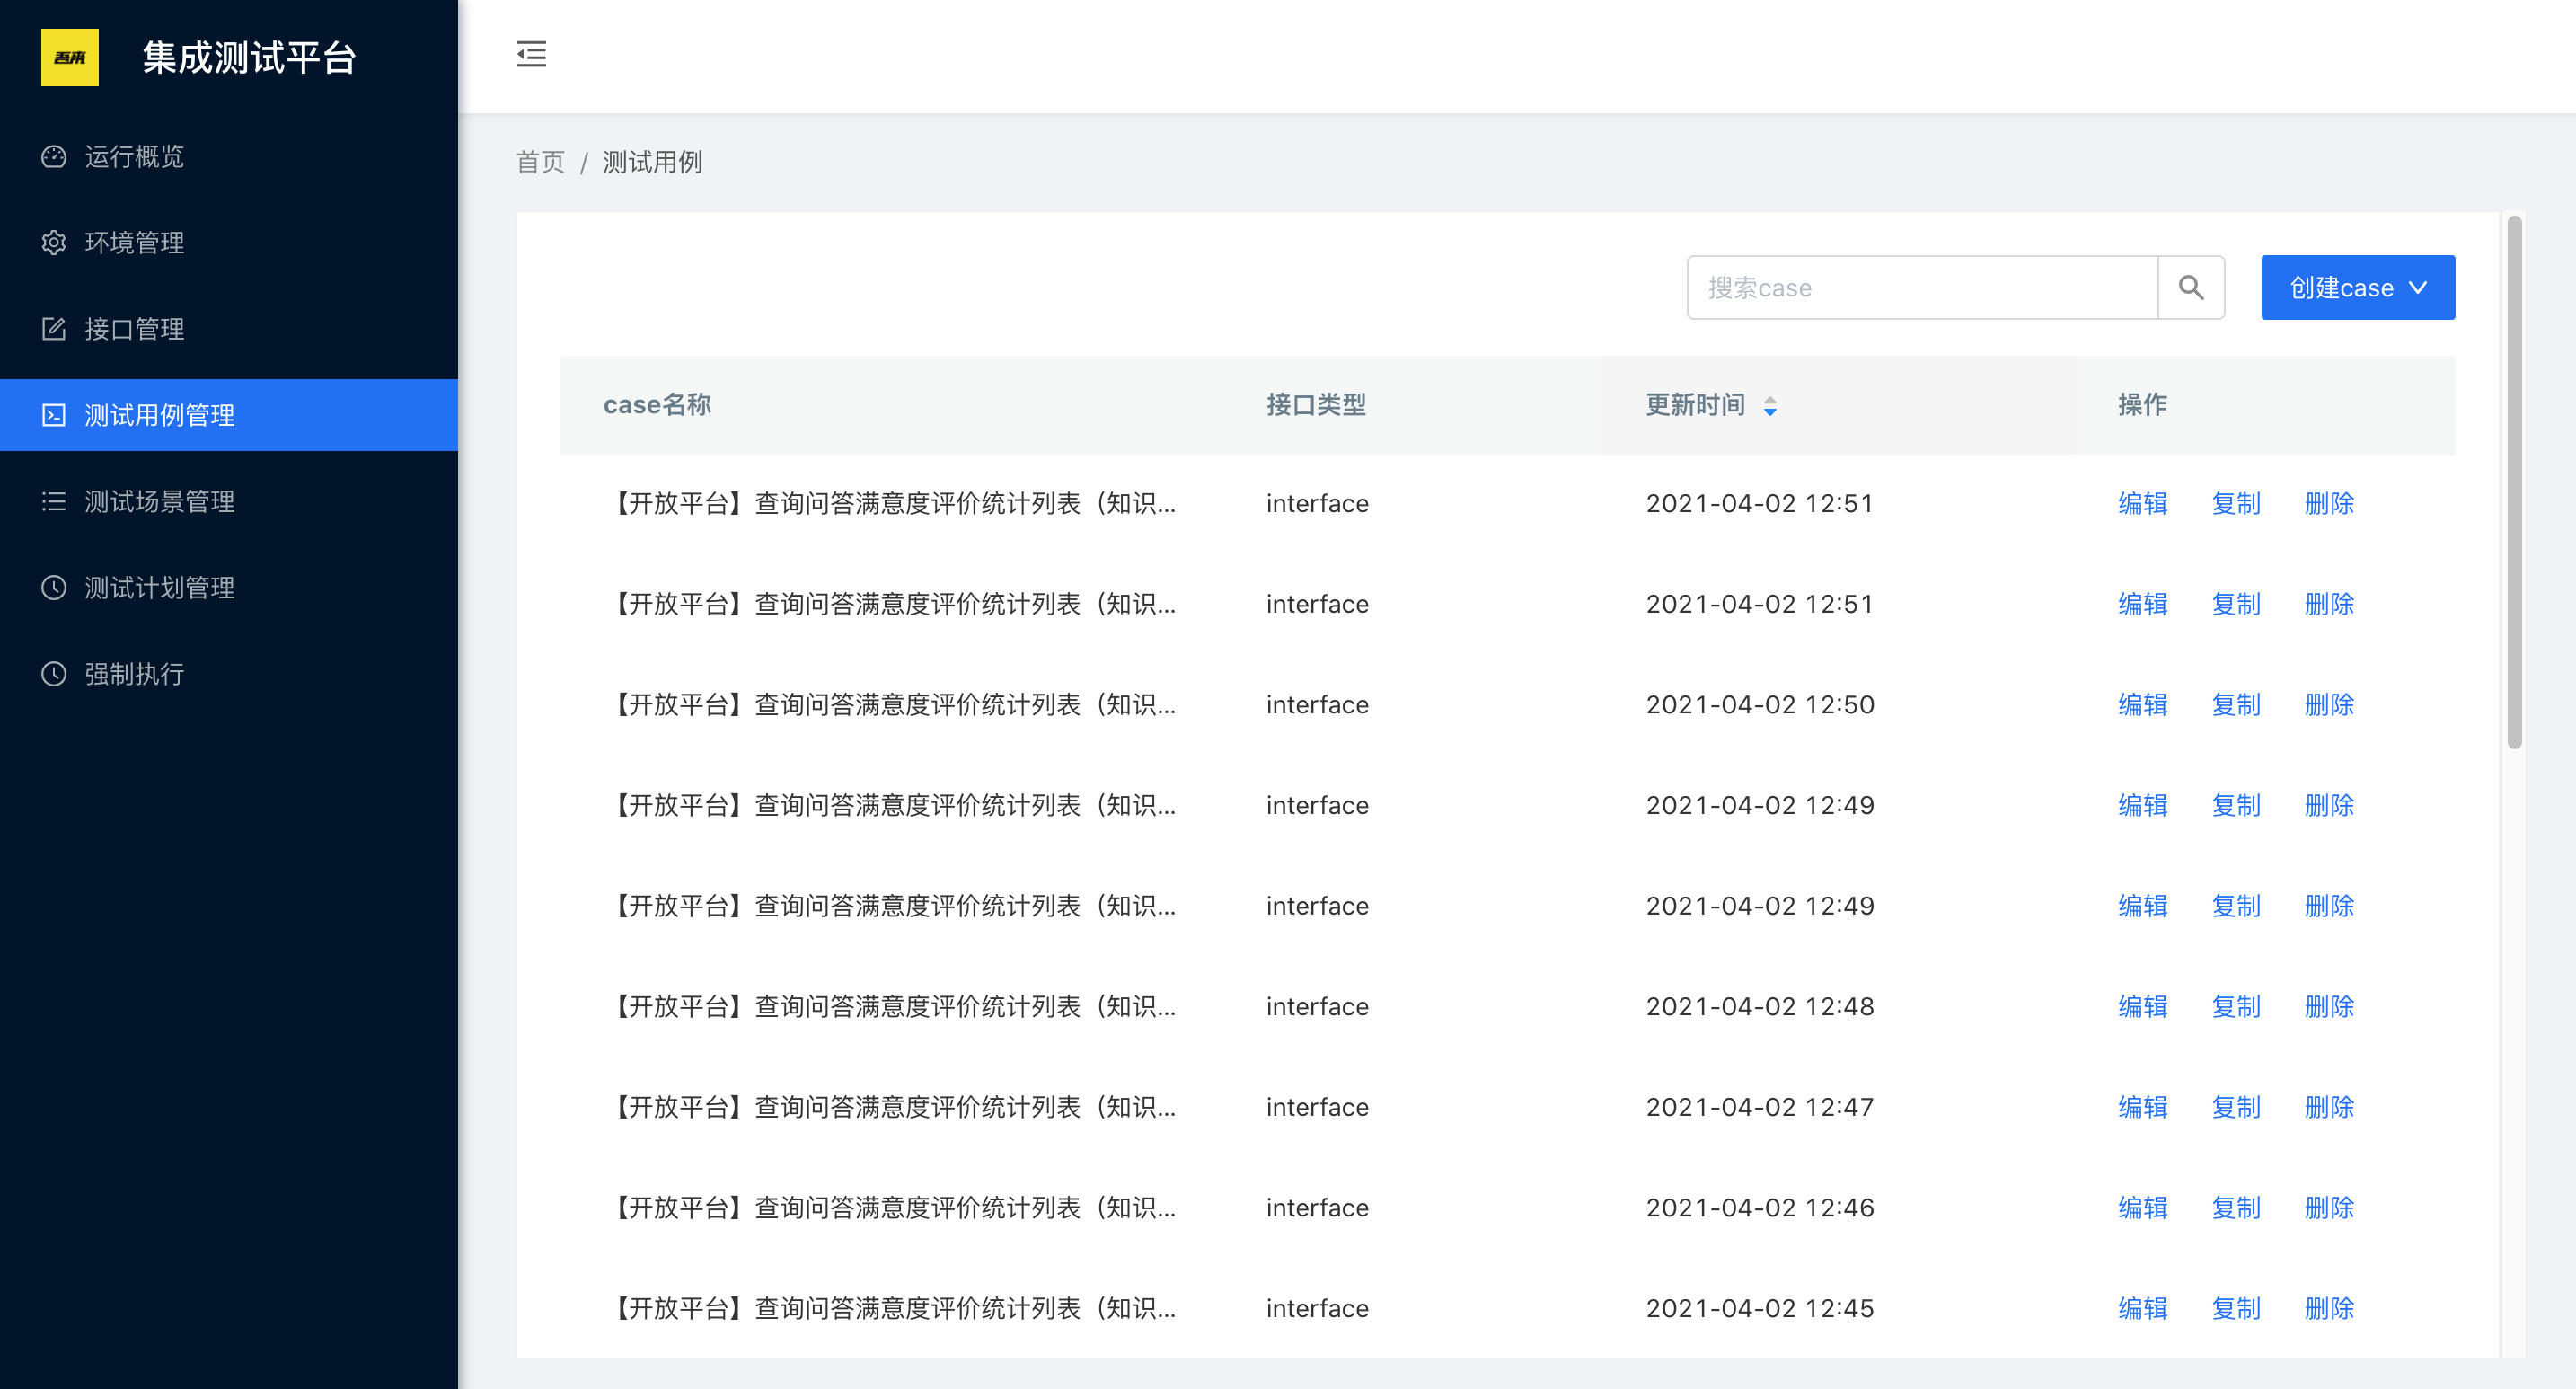 吾来 集成测试平台
运行概览
环境管理
接口管理
测试用例管理
测试场景管理
测试计划管理
强制执行
首页 / 测试用例
搜索case 创建case
case名称 接口类型 更新时间 操作
【开放平台】查询问答满意度评价统计列表（知识... interface 2021-04-02 12:51 编辑 复制 删除
【开放平台】查询问答满意度评价统计列表（知识... interface 2021-04-02 12:51 编辑 复制 删除
【开放平台】查询问答满意度评价统计列表（知识... interface 2021-04-02 12:50 编辑 复制 删除
【开放平台】查询问答满意度评价统计列表（知识... interface 2021-04-02 12:49 编辑 复制 删除
【开放平台】查询问答满意度评价统计列表（知识... interface 2021-04-02 12:49 编辑 复制 删除
【开放平台】查询问答满意度评价统计列表（知识... interface 2021-04-02 12:48 编辑 复制 删除
【开放平台】查询问答满意度评价统计列表（知识... interface 2021-04-02 12:47 编辑 复制 删除
【开放平台】查询问答满意度评价统计列表（知识... interface 2021-04-02 12:46 编辑 复制 删除
【开放平台】查询问答满意度评价统计列表（知识... interface 2021-04-02 12:45 编辑 复制 删除